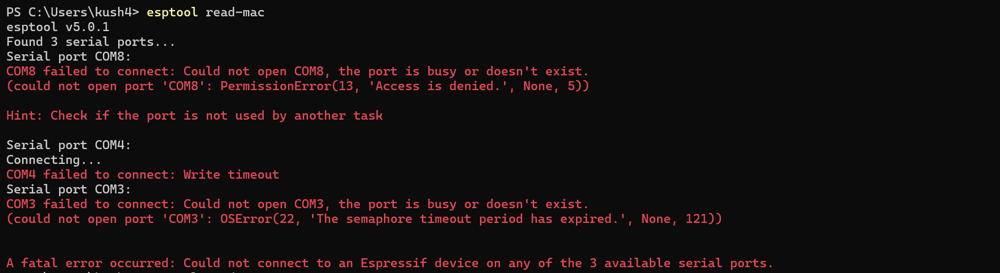 PS C:\Users\kush4> esptool read-mac
esptool v5.0.1
Found 3 serial ports...
Serial port COM8:
COM8 failed to connect: Could not open COM8, the port is busy or doesn't exist.
(could not open port 'COM8': PermissionError(13, 'Access is denied.', None, 5))
Hint: Check if the port is not used by another task
Serial port COM4:
Connecting...
COM4 failed to connect: Write timeout
Serial port COM3:
COM3 failed to connect: Could not open COM3, the port is busy or doesn't exist.
(could not open port 'COM3': OSError(22, 'The semaphore timeout period has expired.', None, 121))
A fatal error occurred: Could not connect to an Espressif device on any of the 3 available serial ports.